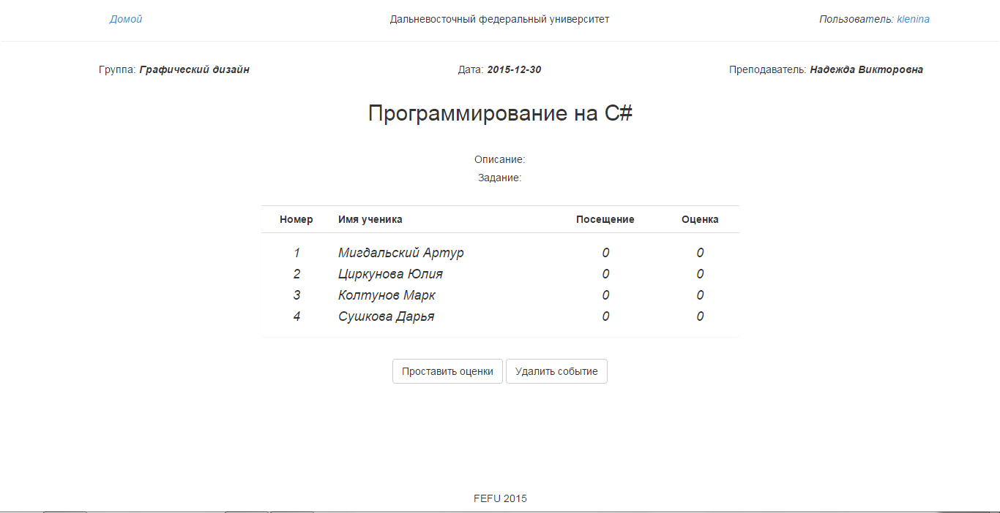 Домой Дальневосточный федеральный университет Пользователь: klenina
Группа: Графический дизайн Дата: 2015-12-30 Преподаватель: Надежда Викторовна
Программирование на C#
Описание:
Задание:
Номер Имя ученика Посещение Оценка
1 Мигдальский Артур 0 0
2 Циркунова Юлия 0 0
3 Колтунов Марк 0 0
4 Сушкова Дарья 0 0
Проставить оценки Удалить событие
FEFU 2015